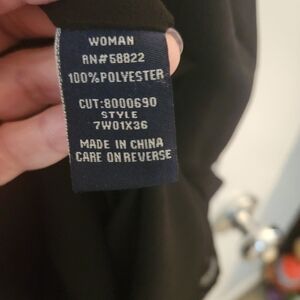 WOMAN
RN#58822
100%POLYESTER
CUT:8000690
STYLE
7W01X36
MADE IN CHINA
CARE ON REVERSE